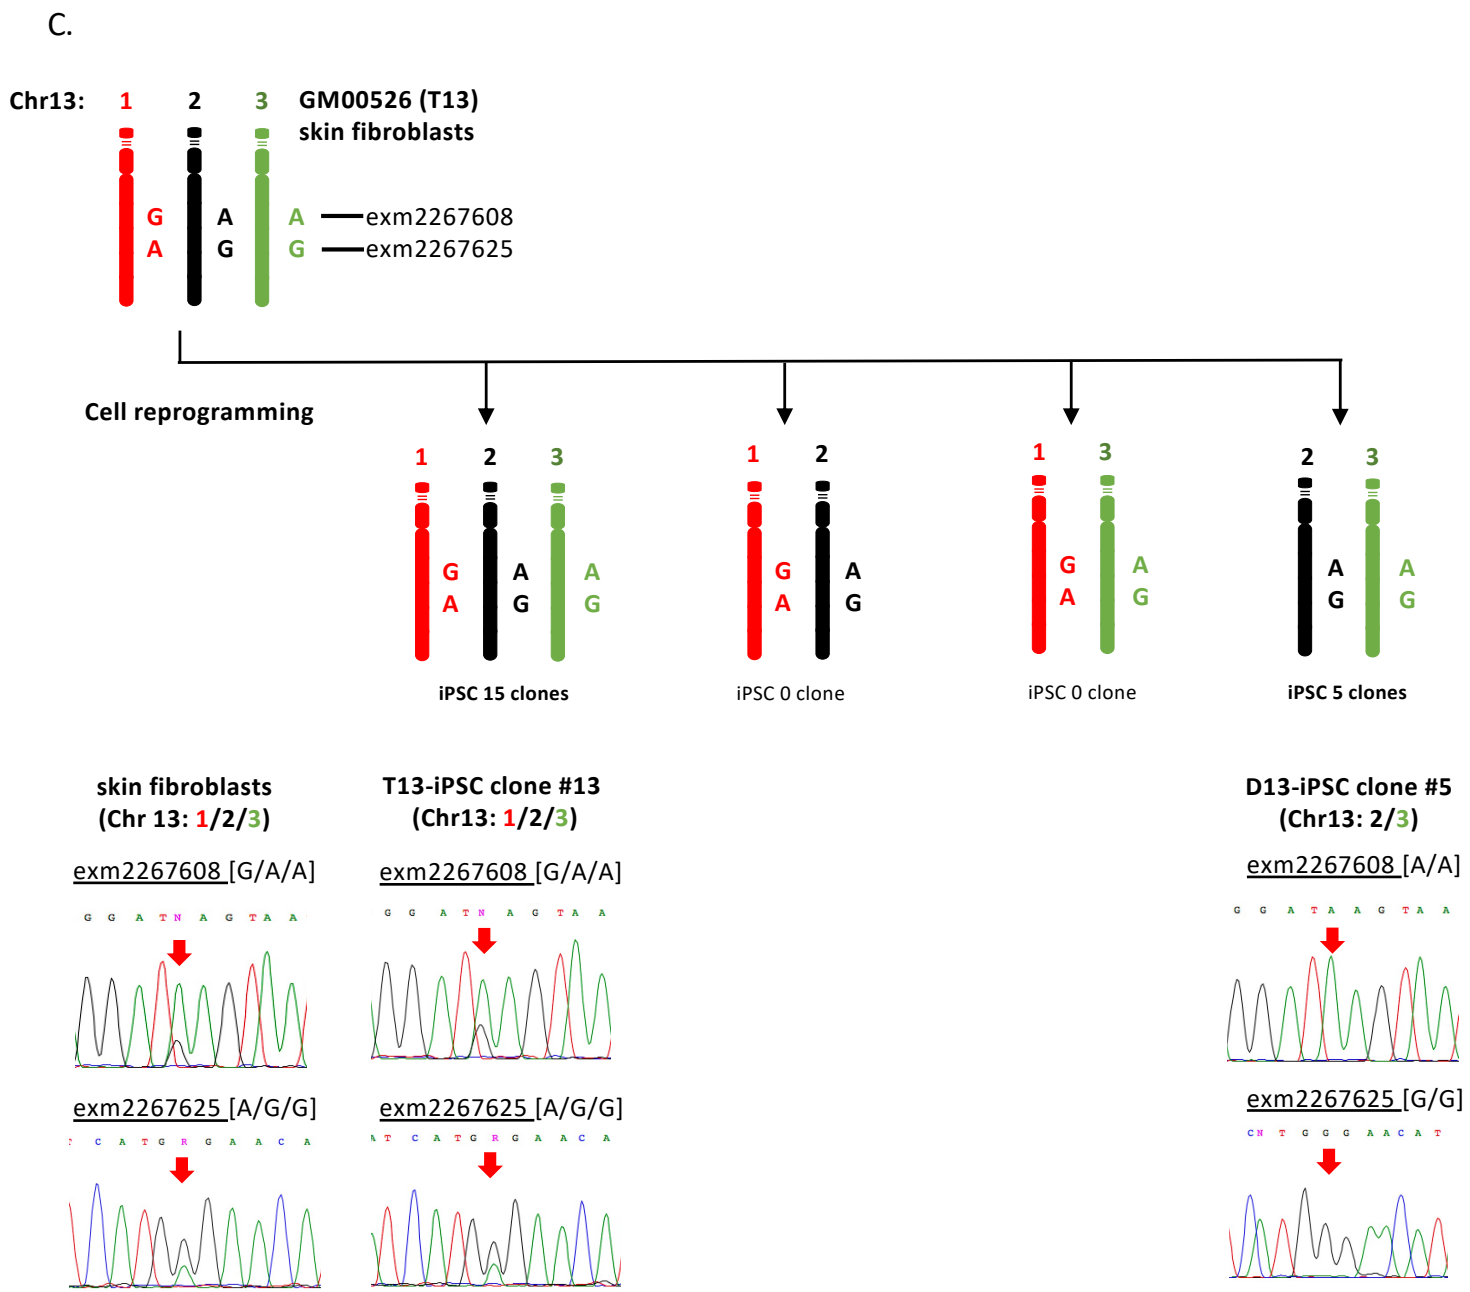 C.
Chr13: 1 2 3 GM00526 (T13)
skin fibroblasts
G A A exm2267608
A G G exm2267625
Cell reprogramming
1 2 3 1 2 1 3 2 3
G A A G A G A A A
A G G A G A G G G
iPSC 15 clones iPSC 0 clone iPSC 0 clone iPSC 5 clones
skin fibroblasts T13-iPSC clone #13 D13-iPSC clone #5
(Chr 13: 1/2/3) (Chr13: 1/2/3) (Chr13: 2/3)
exm2267608 [G/A/A] exm2267608 [G/A/A] exm2267608 [A/A]
G G A T N A G T A A G G A T N A G T A A G G A T A A G T A A
exm2267625 [A/G/G] exm2267625 [A/G/G] exm2267625 [G/G]
T C A T G R G A A C A A T C A T G R G A A C A C N T G G G A A C A T